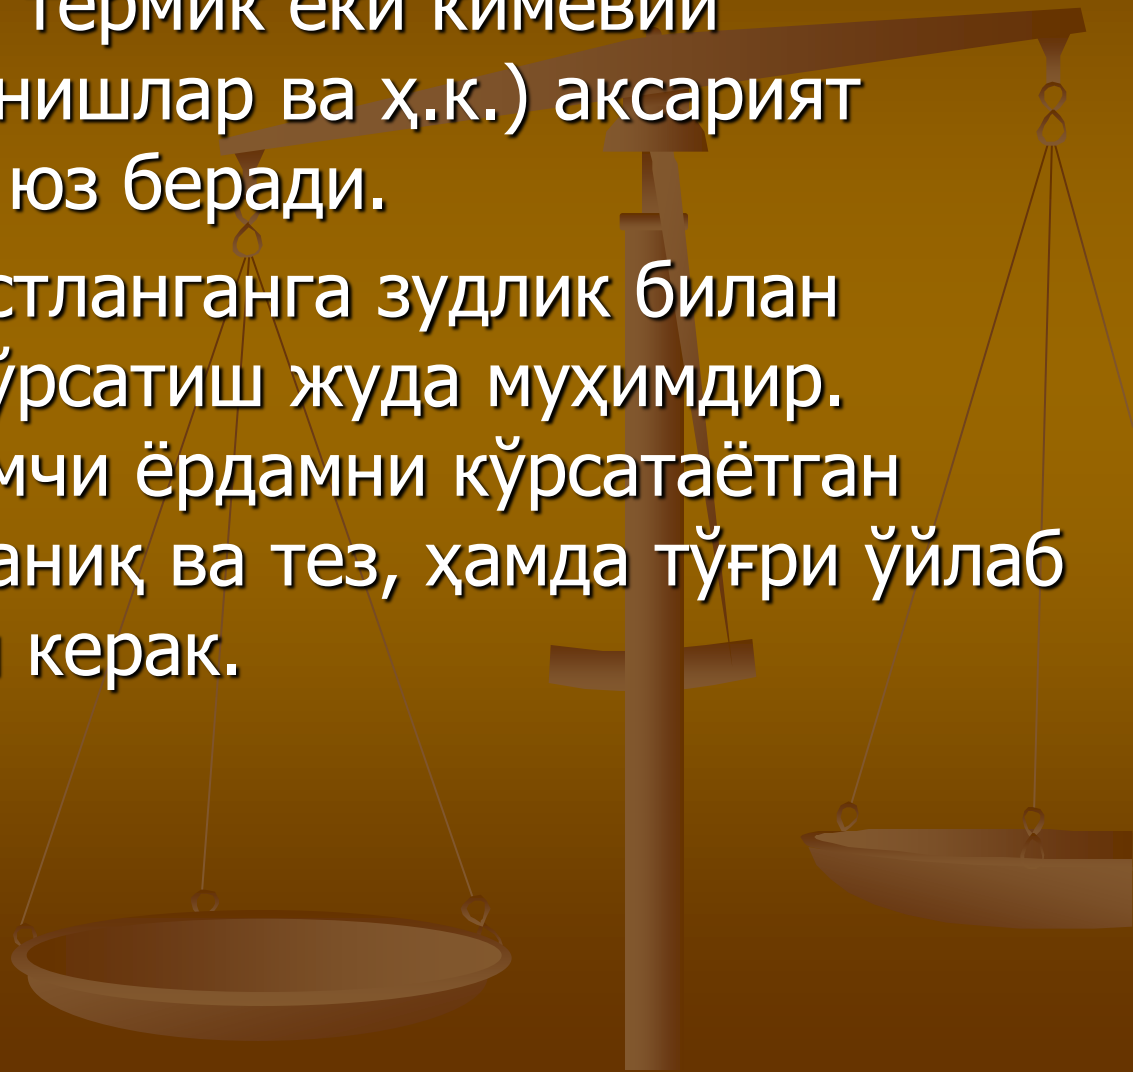 термик ёки кимёвий
нишлар ва ҳ.к.) аксарият
юз беради.
стланганга зудлик билан
ўрсатиш жуда муҳимдир.
мчи ёрдамни кўрсатаётган
аниқ ва тез, ҳамда тўғри ўйлаб
керак.